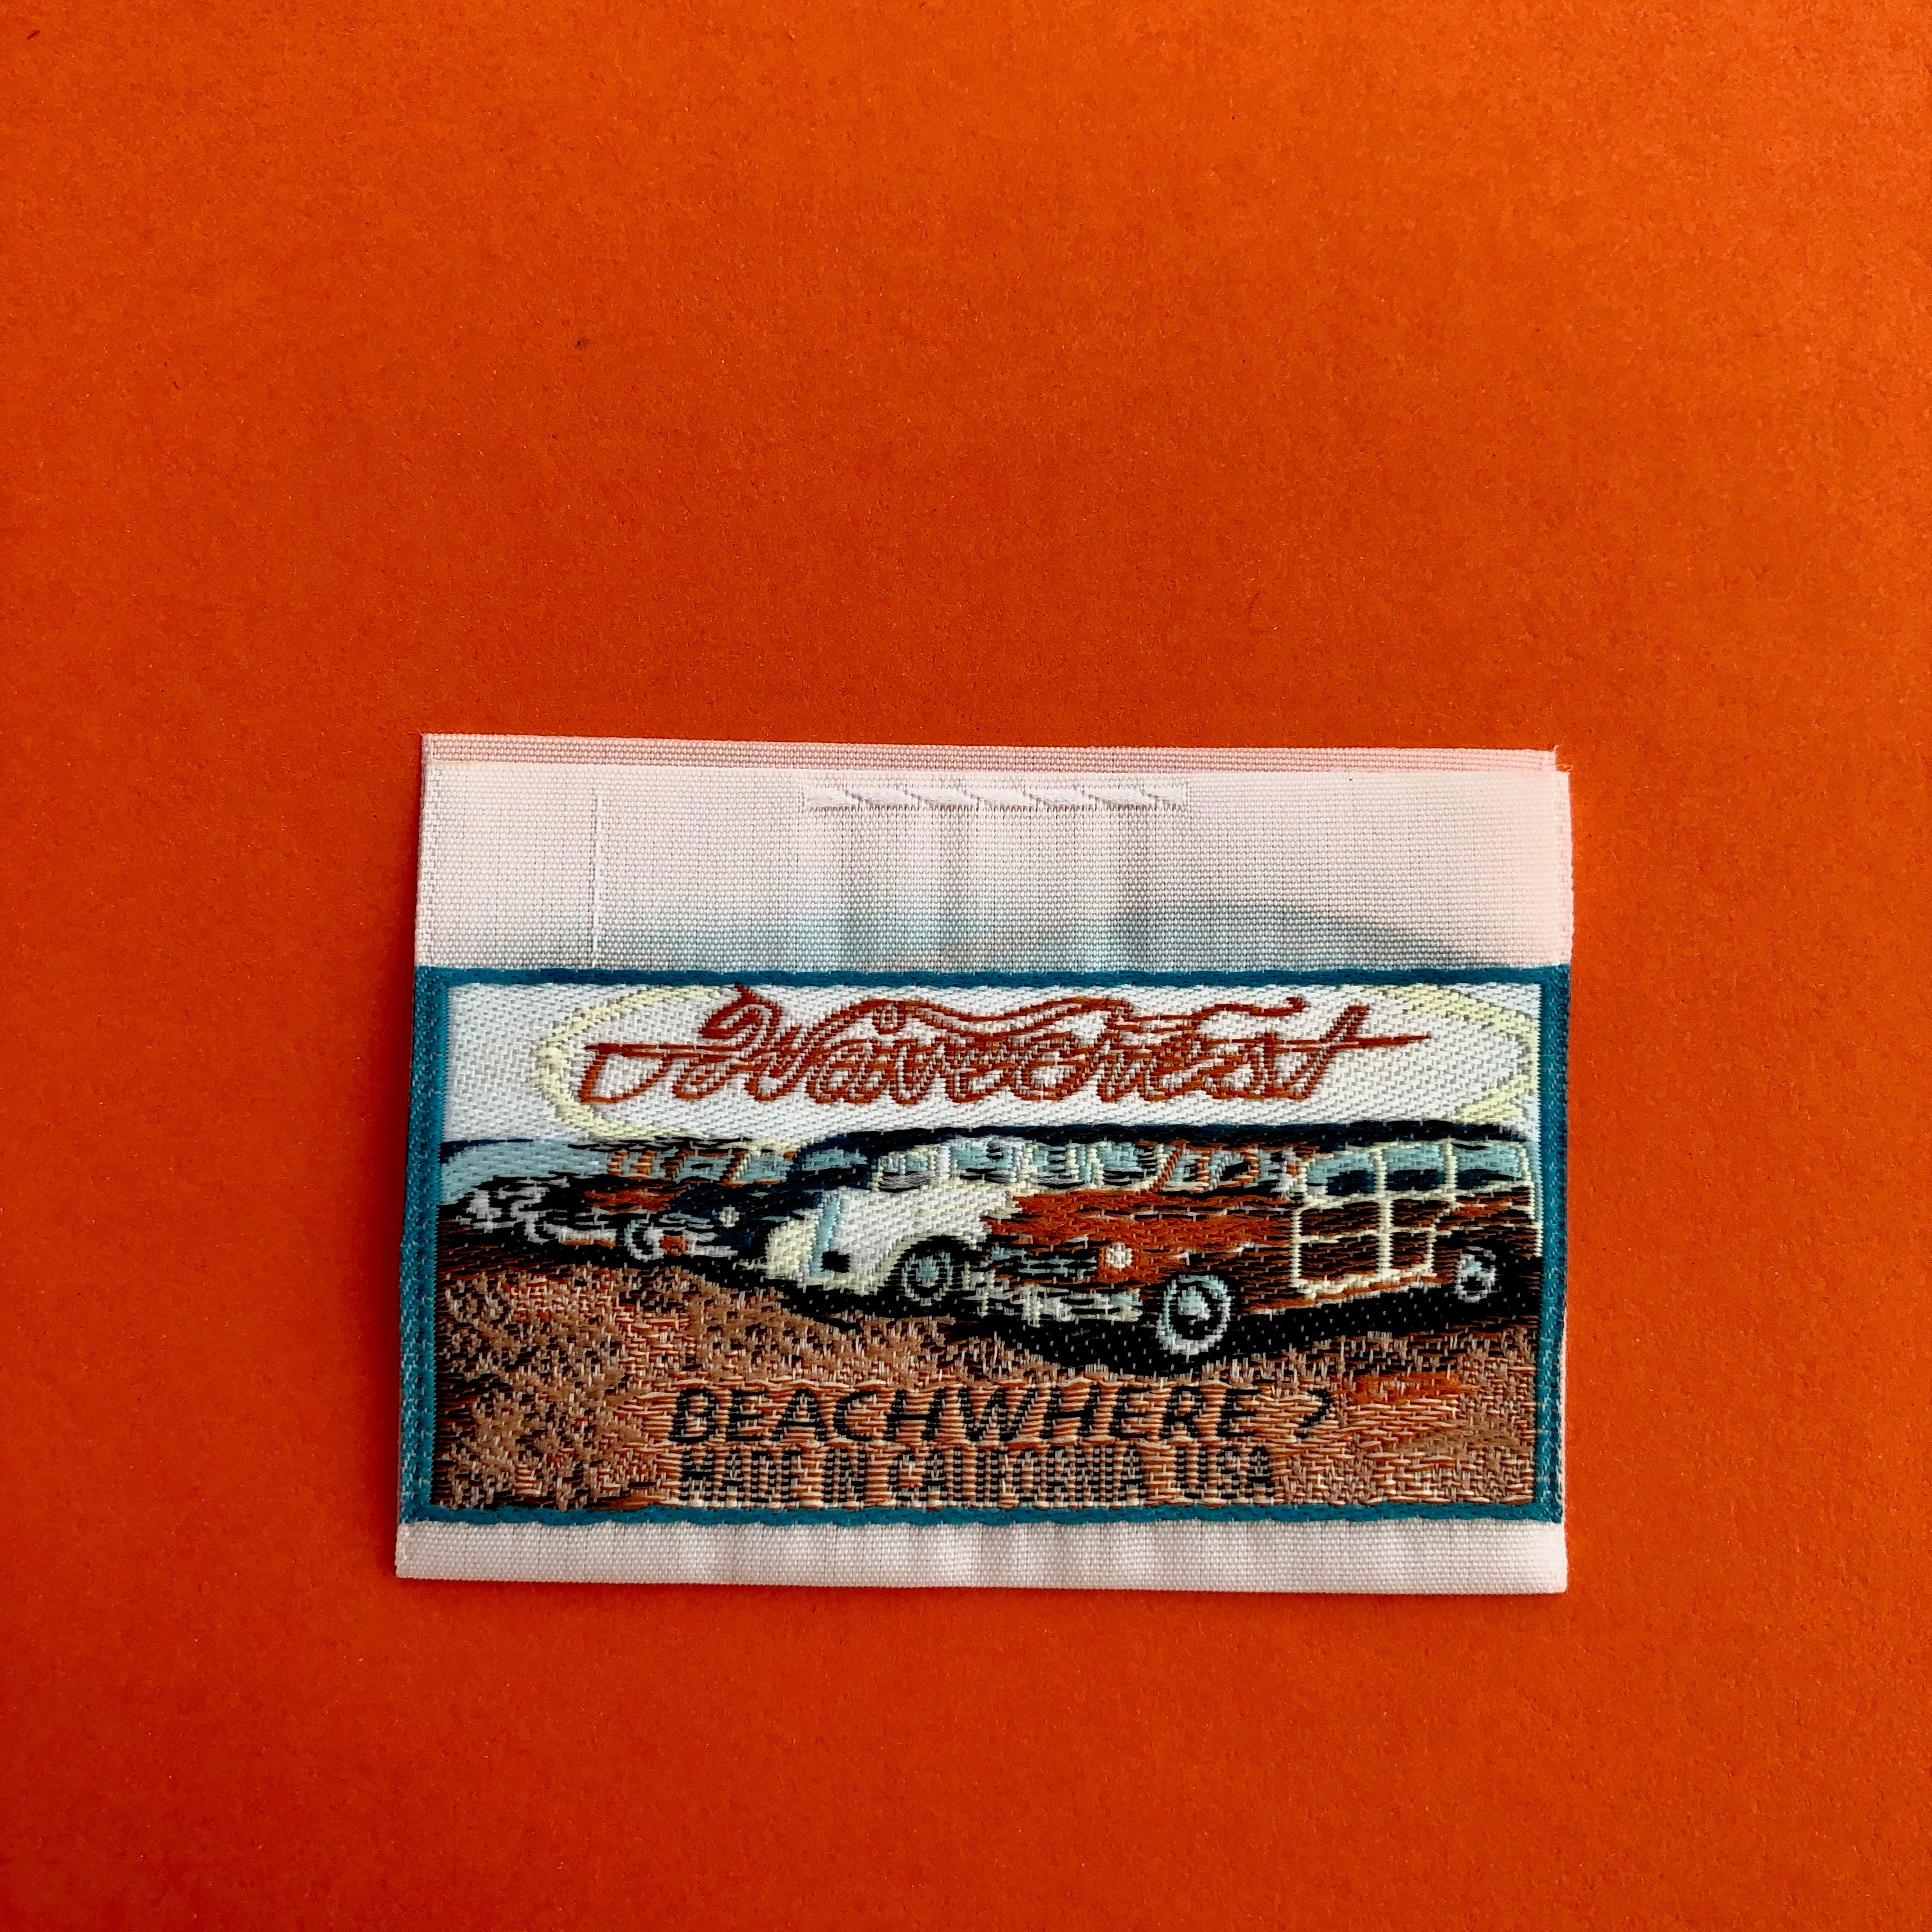 Wavecrest
BEACHWHERE ?
MADE IN CALIFORNIA USA